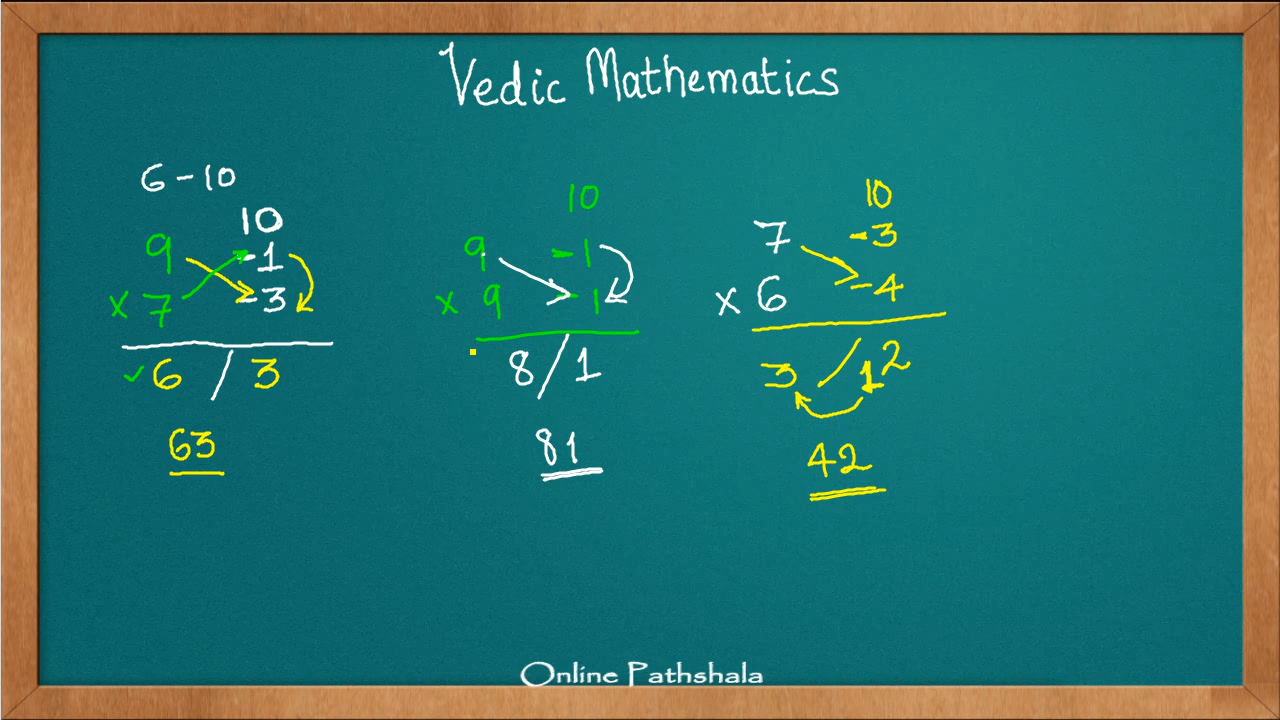 Vedic Mathematics
6 - 10
10
9 -1
x 7 -3
✓ 6 / 3
63
10
9 -1
x 9 -1
8 / 1
81
10
7 -3
x 6 -4
3 / 12
42
Online Pathshala